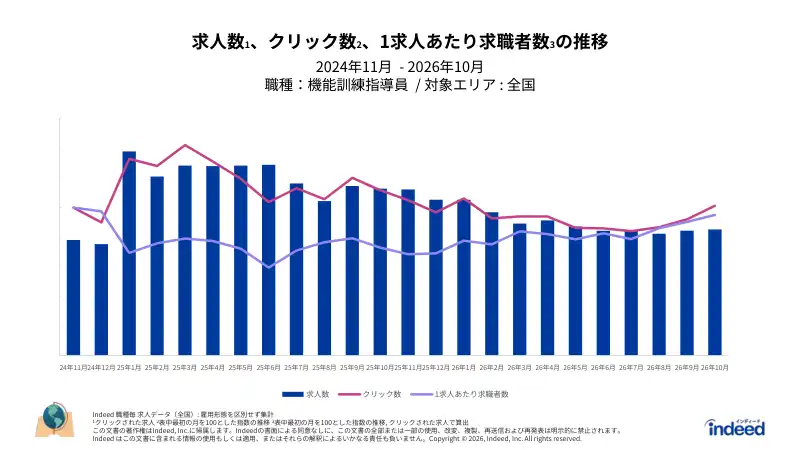 求人数1、クリック数2、1求人あたり求職者数3の推移
2024年11月 - 2026年10月
職種：機能訓練指導員 / 対象エリア : 全国
24年11月 24年12月 25年1月 25年2月 25年3月 25年4月 25年5月 25年6月 25年7月 25年8月 25年9月 25年10月 25年11月 25年12月 26年1月 26年2月 26年3月 26年4月 26年5月 26年6月 26年7月 26年8月 26年9月 26年10月
求人数 クリック数 1求人あたり求職者数
Indeed 職種毎 求人データ（全国）: 雇用形態を区別せず集計
¹クリックされた求人 ²表中最初の月を100とした指数の推移 ³表中最初の月を100とした指数の推移, クリックされた求人で算出
この文書の著作権はIndeed, Inc.に帰属します。Indeedの書面による同意なしに、この文書の全部または一部の使用、改変、複製、再送信および再発表は明示的に禁止されます。
Indeed はこの文書に含まれる情報の使用もしくは適用、またはそれらの解釈によるいかなる責任も負いません。Copyright © 2026, Indeed, Inc. All rights reserved.
インディード
indeed